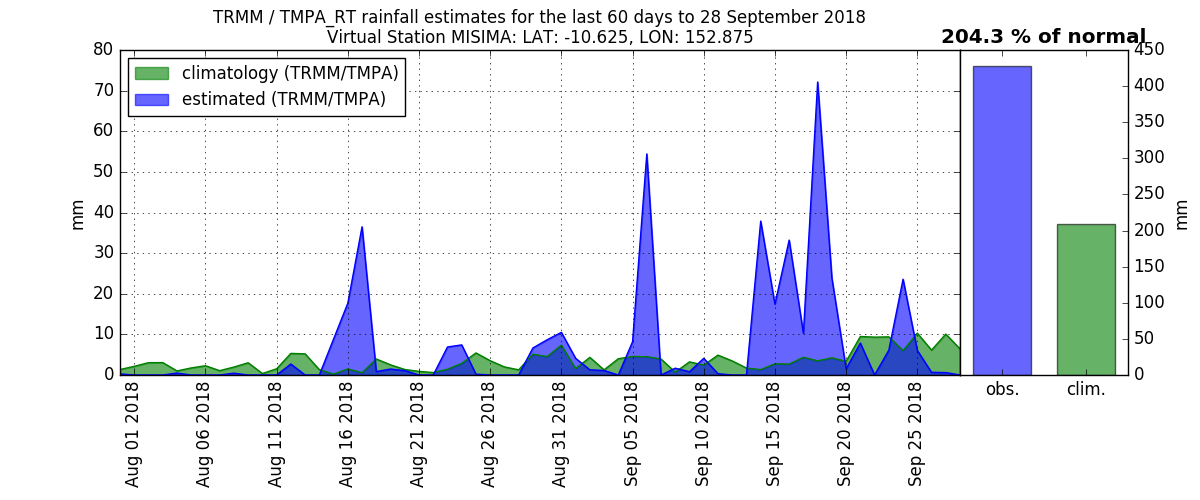 TRMM / TMPA_RT rainfall estimates for the last 60 days to 28 September 2018
Virtual Station MISIMA: LAT: -10.625, LON: 152.875
204.3 % of normal
climatology (TRMM/TMPA)
estimated (TRMM/TMPA)
80
70
60
50
40
30
20
10
0
mm
Aug 01 2018
Aug 06 2018
Aug 11 2018
Aug 16 2018
Aug 21 2018
Aug 26 2018
Aug 31 2018
Sep 05 2018
Sep 10 2018
Sep 15 2018
Sep 20 2018
Sep 25 2018
obs.
clim.
450
400
350
300
250
200
150
100
50
0
mm